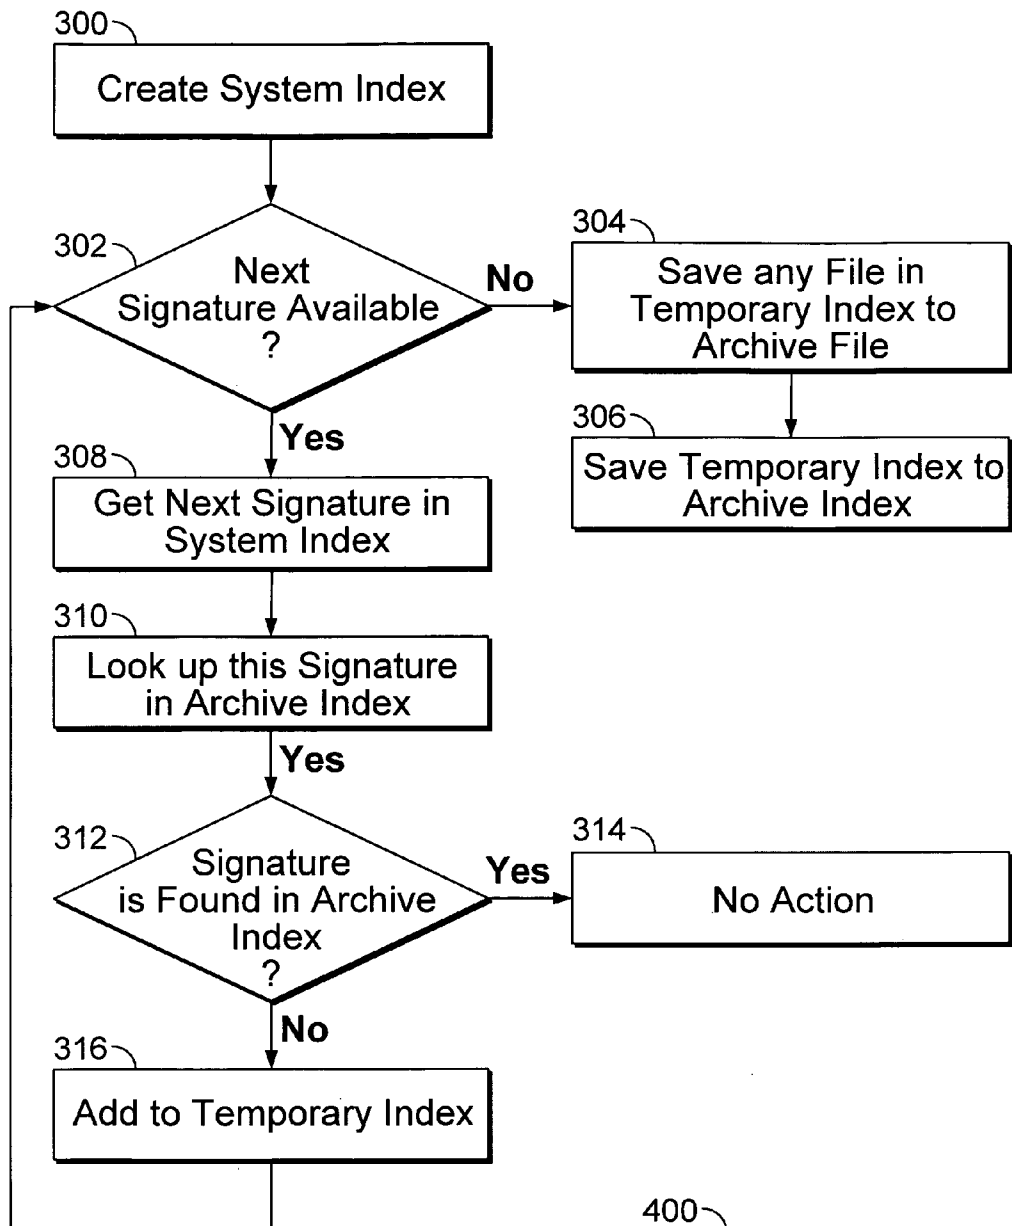 300
Create System Index
302
Next
Signature Available
?
No
304
Save any File in
Temporary Index to
Archive File
306
Save Temporary Index to
Archive Index
Yes
308
Get Next Signature in
System Index
310
Look up this Signature
in Archive Index
Yes
312
Signature
is Found in Archive
Index
?
Yes
314
No Action
No
316
Add to Temporary Index
400